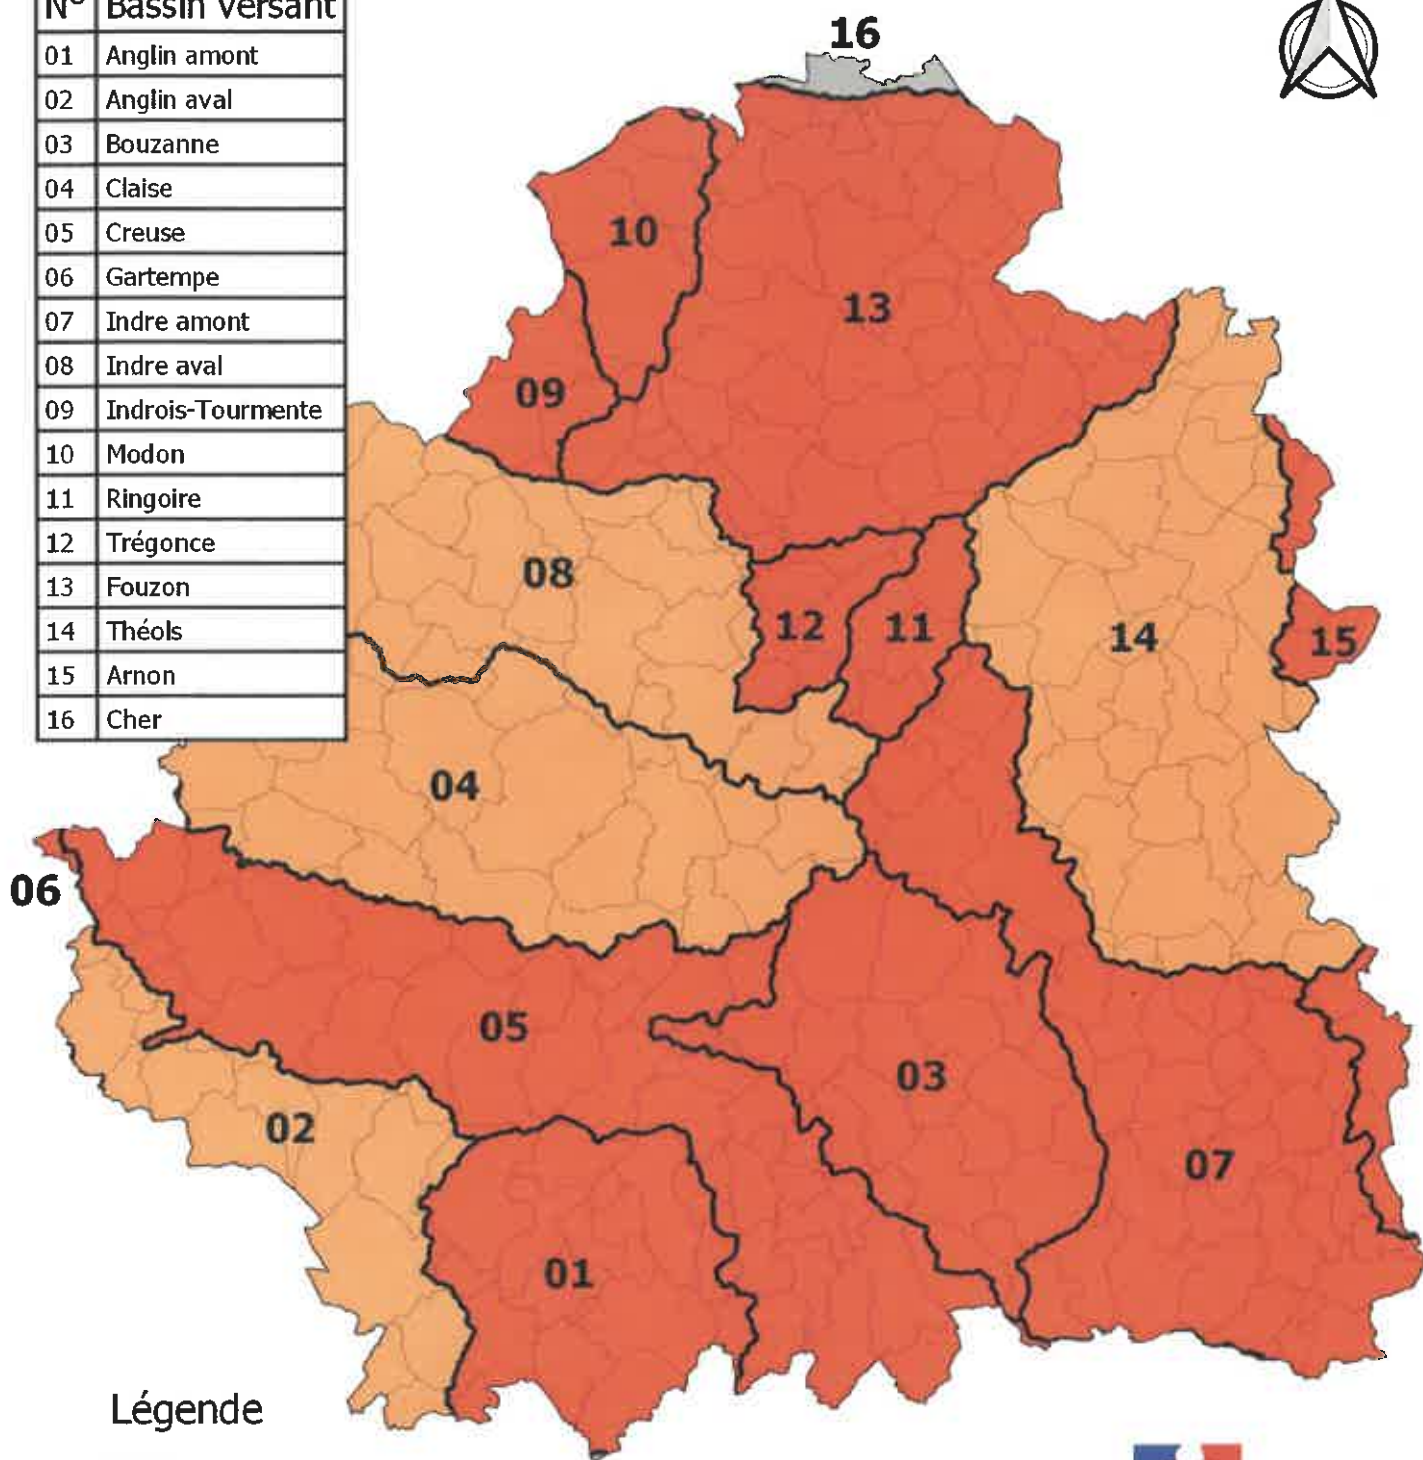 N° Bassin versant
01 Anglin amont
02 Anglin aval
03 Bouzanne
04 Claise
05 Creuse
06 Gartempe
07 Indre amont
08 Indre aval
09 Indrois-Tourmente
10 Modon
11 Ringoire
12 Trégonce
13 Fouzon
14 Théols
15 Arnon
16 Cher
16
10
13
09
08
12
11
14
15
04
06
05
03
02
07
01
Légende